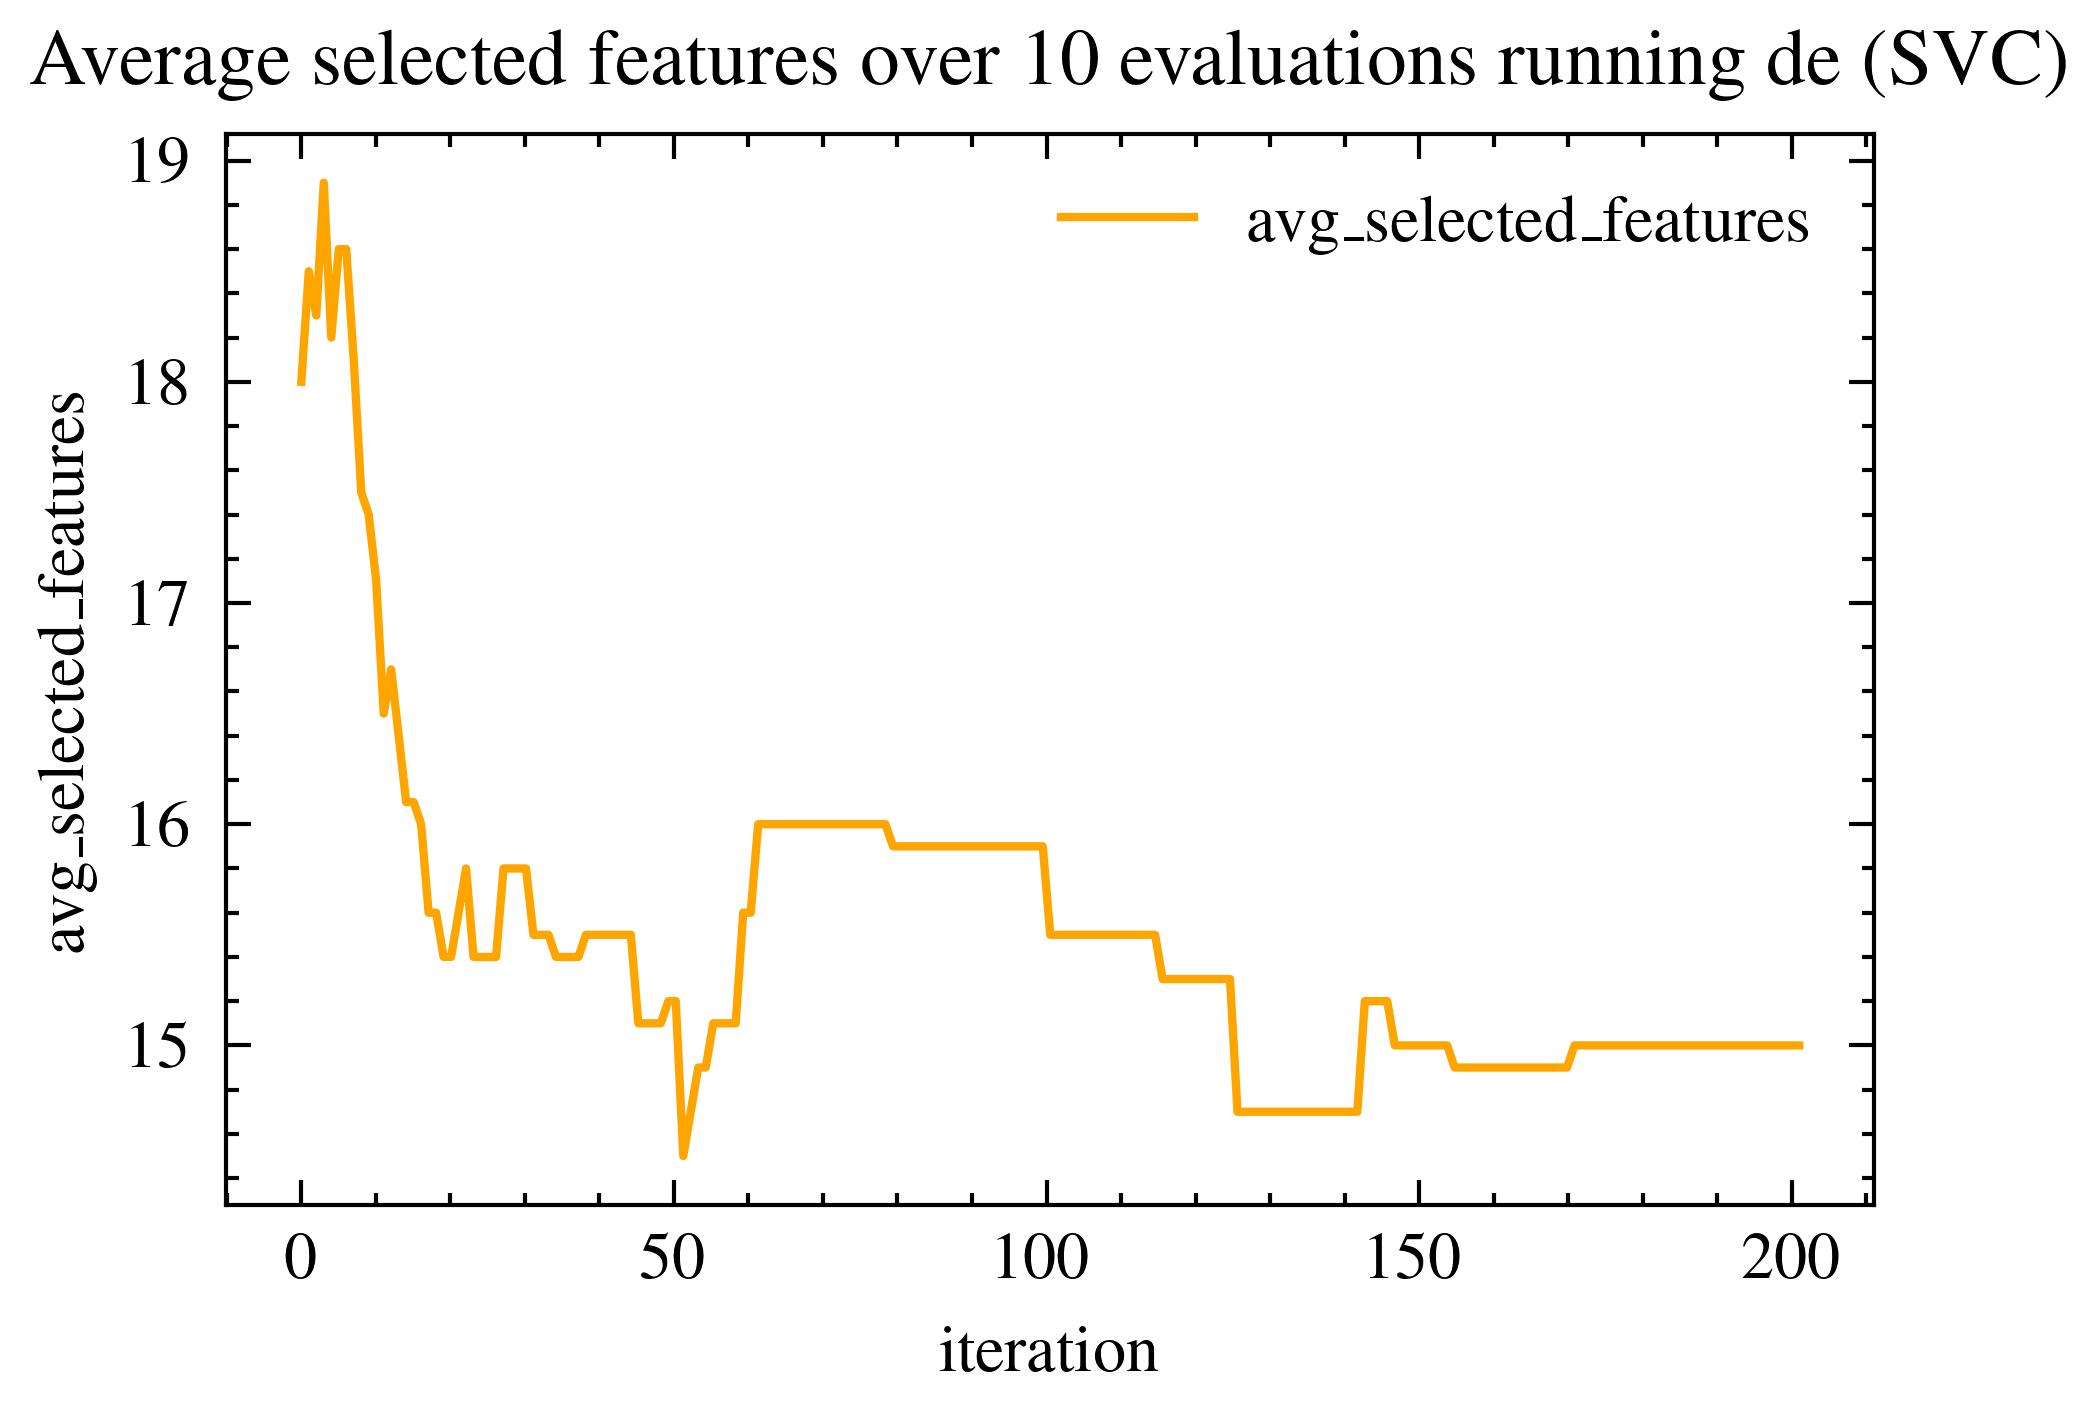 Average selected features over 10 evaluations running de (SVC)
avg_selected_features
19
18
17
16
15
avg_selected_features
0 50 100 150 200
iteration